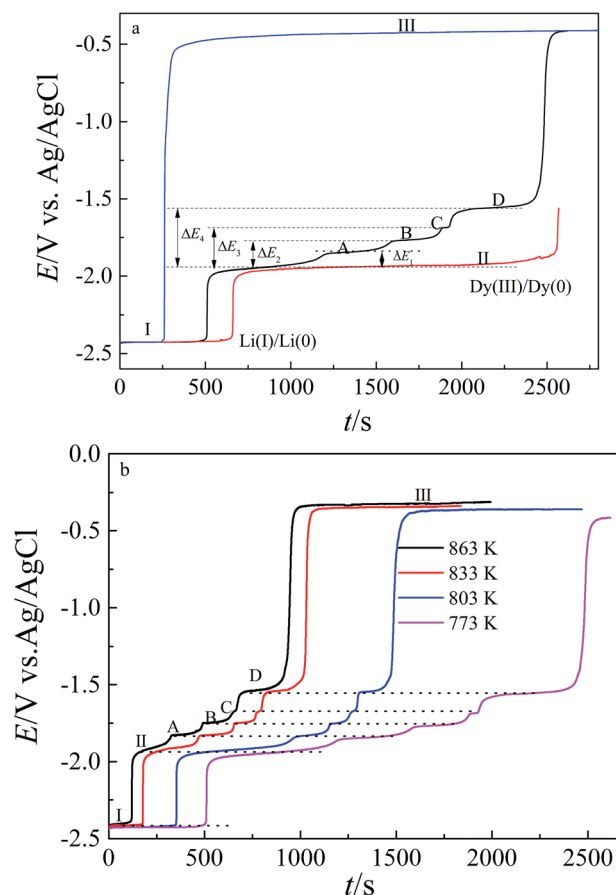 a
III
-0.5
-1.0
-1.5
-2.0
-2.5
E/V vs. Ag/AgCl
D
C
B
A
ΔE4
ΔE3
ΔE2
ΔE1
II
Dy(III)/Dy(0)
I
Li(I)/Li(0)
0 500 1000 1500 2000 2500
t/s
b
0.0
-0.5
-1.0
-1.5
-2.0
-2.5
E/V vs.Ag/AgCl
III
863 K
833 K
803 K
773 K
D
C
B
A
II
I
0 500 1000 1500 2000 2500
t/s